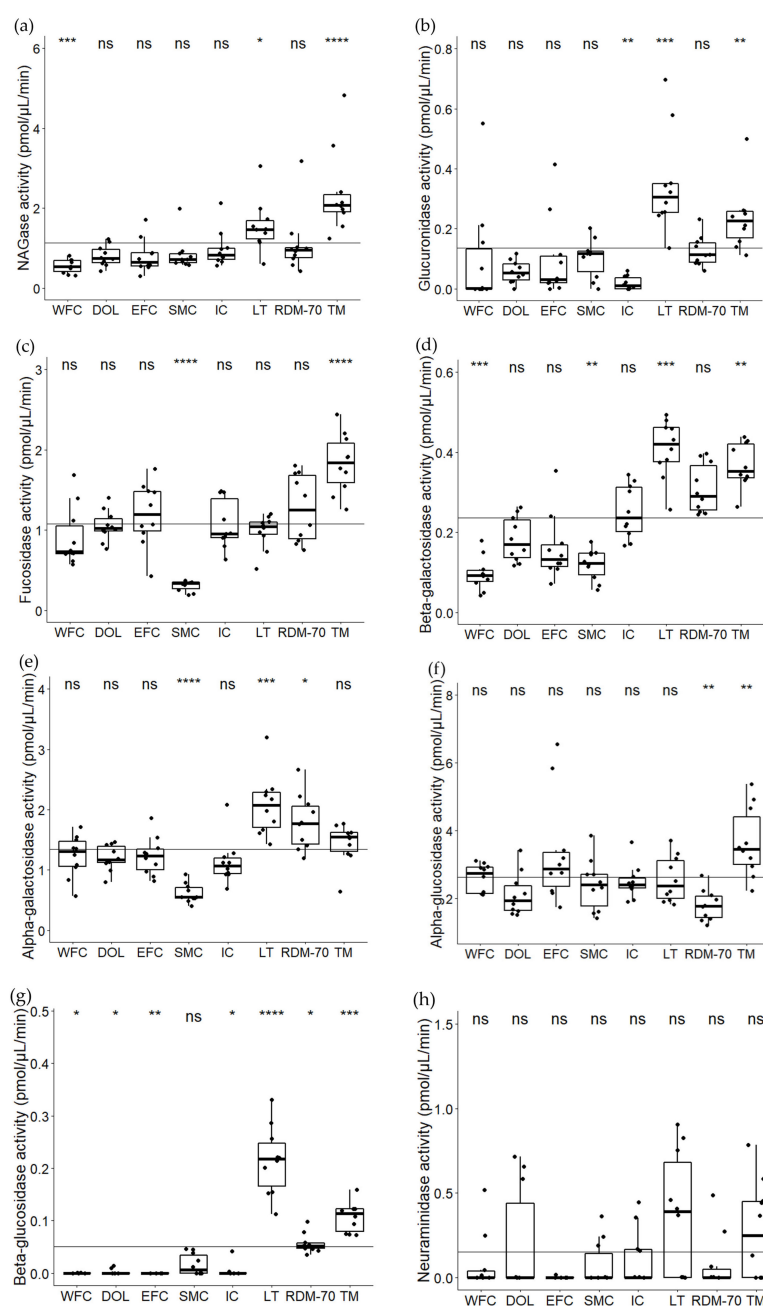 (a)
NAGase activity (pmol/µL/min)
*** ns ns ns ns * ns ****
6
4
2
0
WFC DOL EFC SMC IC LT RDM-70 TM
(b)
Glucuronidase activity (pmol/µL/min)
ns ns ns ns ** *** ns **
0.8
0.6
0.4
0.2
0.0
WFC DOL EFC SMC IC LT RDM-70 TM
(c)
Fucosidase activity (pmol/µL/min)
ns ns ns **** ns ns ns ****
3
2
1
0
WFC DOL EFC SMC IC LT RDM-70 TM
(d)
Beta-galactosidase activity (pmol/µL/min)
*** ns ns ** ns *** ns **
0.6
0.4
0.2
0.0
WFC DOL EFC SMC IC LT RDM-70 TM
(e)
Alpha-galactosidase activity (pmol/µL/min)
ns ns ns **** ns *** * ns
4
3
2
1
0
WFC DOL EFC SMC IC LT RDM-70 TM
(f)
Alpha-glucosidase activity (pmol/µL/min)
ns ns ns ns ns ns ** **
WFC DOL EFC SMC IC LT RDM-70 TM
(g)
Beta-glucosidase activity (pmol/µL/min)
* * ** ns * **** * ***
0.5
0.4
0.3
0.2
0.1
0.0
WFC DOL EFC SMC IC LT RDM-70 TM
(h)
Neuraminidase activity (pmol/µL/min)
ns ns ns ns ns ns ns ns
1.5
1.0
0.5
0.0
WFC DOL EFC SMC IC LT RDM-70 TM